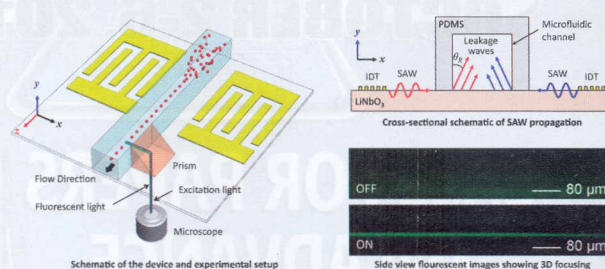 y
x
z
Flow Direction
Fluorescent light
Prism
Excitation light
Microscope
Schematic of the device and experimental setup
PDMS
Microfluidic
channel
Leakage
waves
y
x
θR
IDT
SAW
SAW
IDT
LiNbO3
Cross-sectional schematic of SAW propagation
OFF
80 μm
ON
80 μm
Side view flourescent images showing 3D focusing